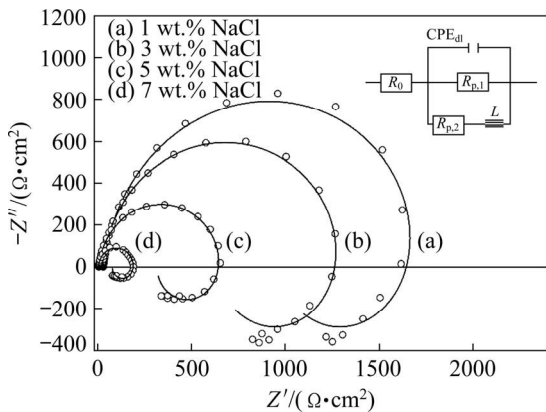 1200
1000
800
600
400
200
0
−200
−400
−Z″/(Ω•cm²)
(a) 1 wt.% NaCl
(b) 3 wt.% NaCl
(c) 5 wt.% NaCl
(d) 7 wt.% NaCl
CPEdl
R0
Rp,1
Rp,2
L
(d)
(c)
(b)
(a)
0
500
1000
1500
2000
Z′/( Ω•cm²)